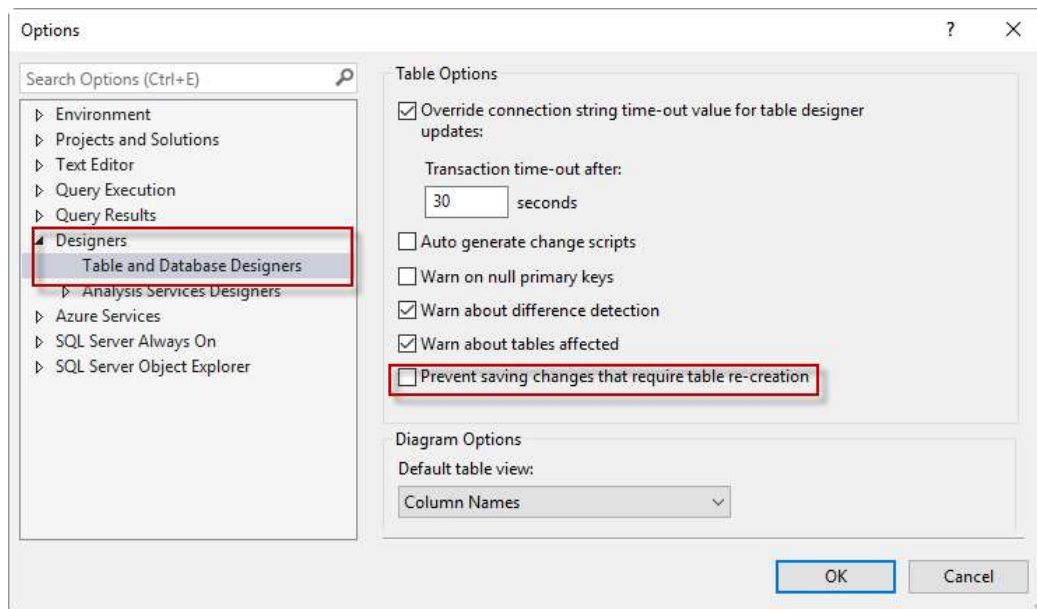 Options
?
Search Options (Ctrl+E)
Environment
Projects and Solutions
Text Editor
Query Execution
Query Results
Designers
Table and Database Designers
Analysis Services Designers
Azure Services
SQL Server Always On
SQL Server Object Explorer
Table Options
Override connection string time-out value for table designer
updates:
Transaction time-out after:
30 seconds
Auto generate change scripts
Warn on null primary keys
Warn about difference detection
Warn about tables affected
Prevent saving changes that require table re-creation
Diagram Options
Default table view:
Column Names
OK Cancel